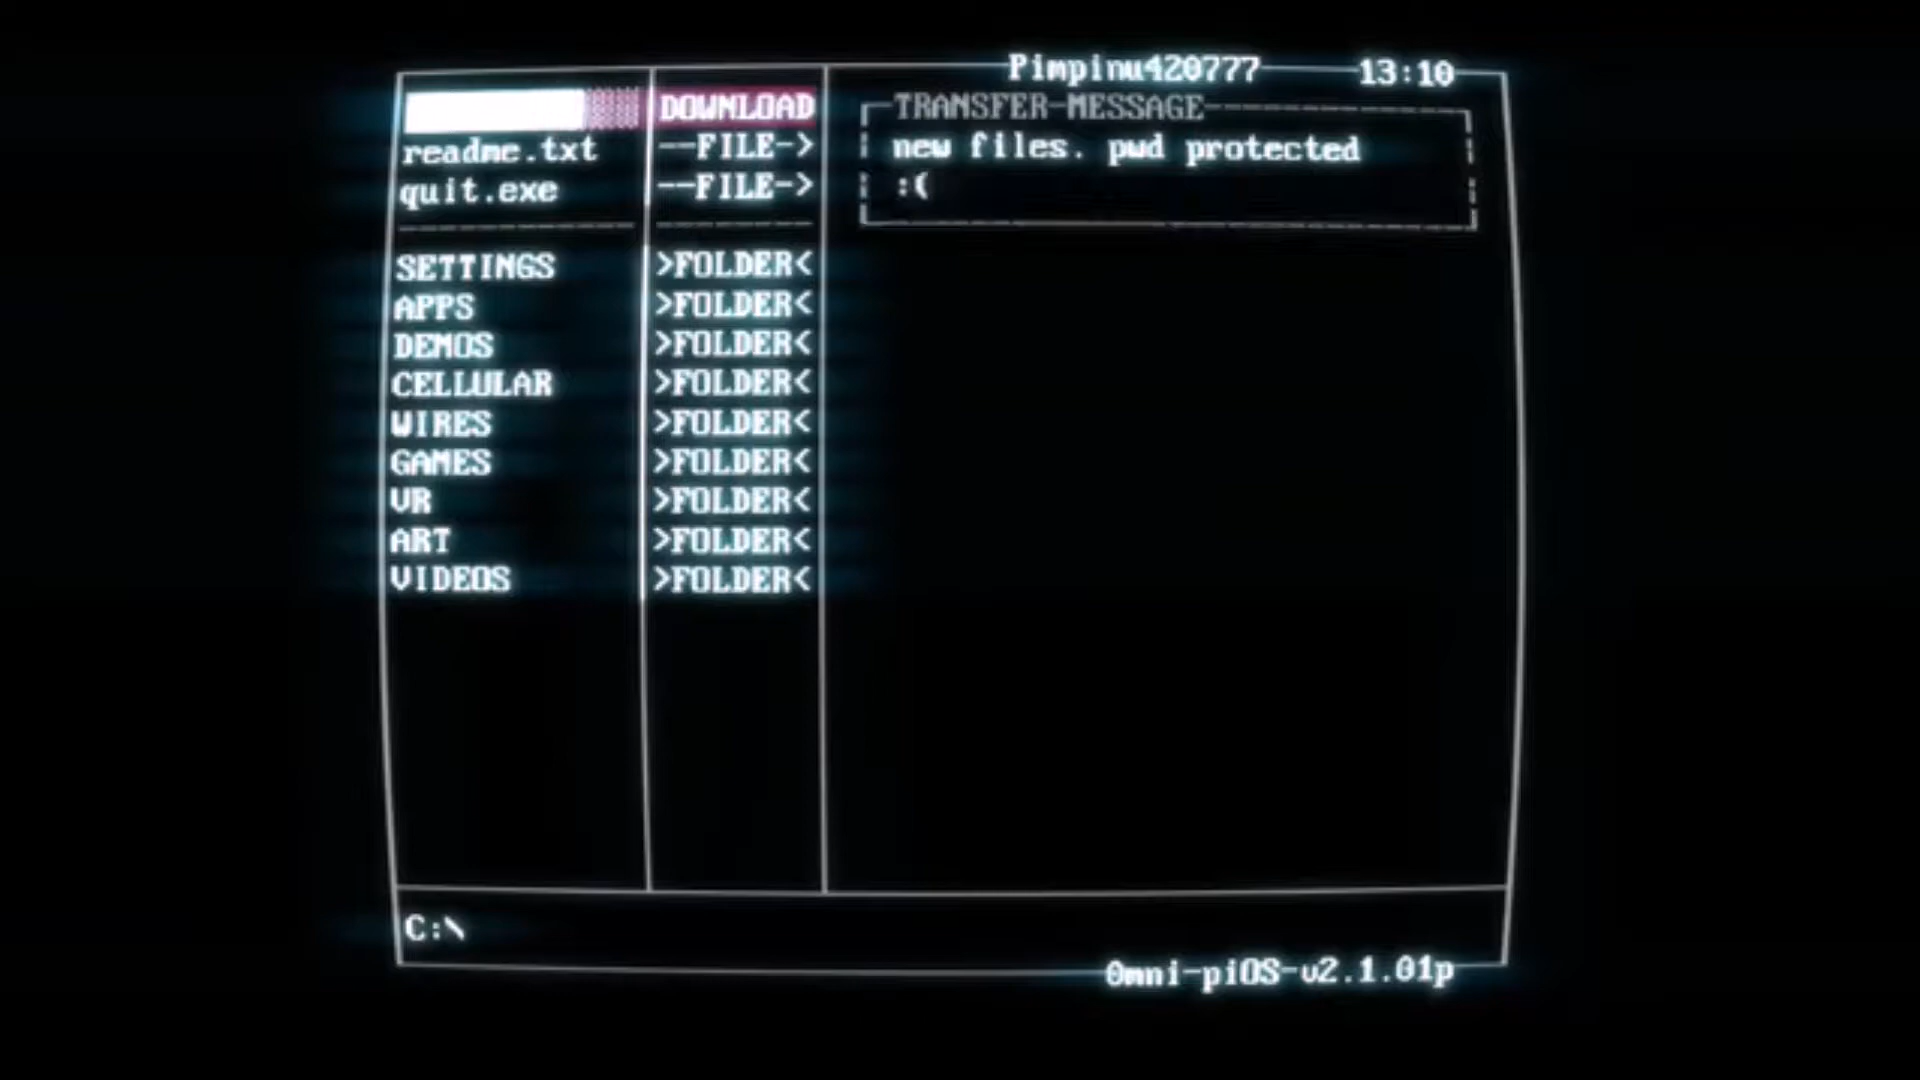 Pimpinu420777 13:10
DOWNLOAD
readme.txt --FILE->
quit.exe --FILE->
SETTINGS >FOLDER<
APPS >FOLDER<
DEMOS >FOLDER<
CELLULAR >FOLDER<
WIRES >FOLDER<
GAMES >FOLDER<
VR >FOLDER<
ART >FOLDER<
VIDEOS >FOLDER<
TRANSFER-MESSAGE
new files. pwd protected
:(
C:\
0mni-piOS-v2.1.01p